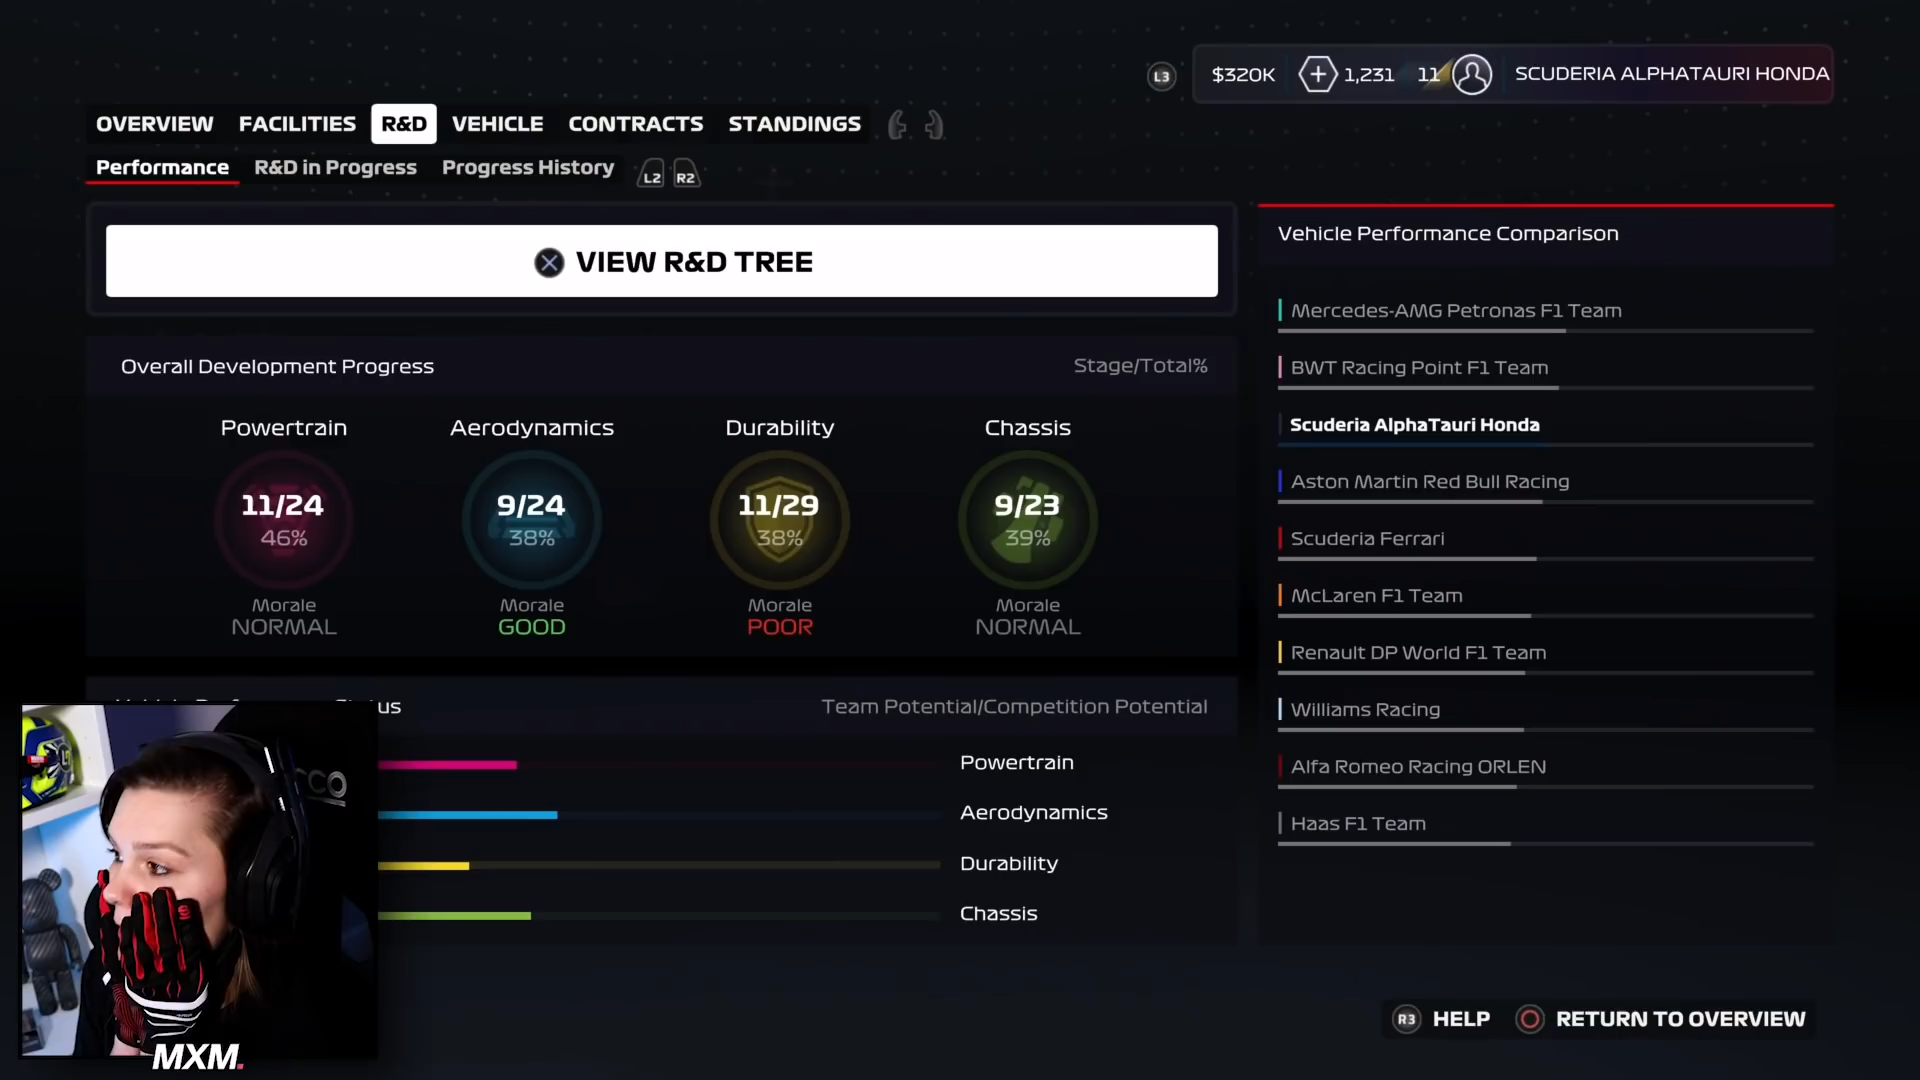 L3 $320K 1,231 11 SCUDERIA ALPHATAURI HONDA
OVERVIEW FACILITIES R&D VEHICLE CONTRACTS STANDINGS
Performance R&D in Progress Progress History L2 R2
VIEW R&D TREE
Overall Development Progress Stage/Total%
Powertrain Aerodynamics Durability Chassis
11/24 9/24 11/29 9/23
46% 38% 38% 39%
Morale Morale Morale Morale
NORMAL GOOD POOR NORMAL
Team Potential/Competition Potential
Powertrain
Aerodynamics
Durability
Chassis
Vehicle Performance Comparison
Mercedes-AMG Petronas F1 Team
BWT Racing Point F1 Team
Scuderia AlphaTauri Honda
Aston Martin Red Bull Racing
Scuderia Ferrari
McLaren F1 Team
Renault DP World F1 Team
Williams Racing
Alfa Romeo Racing ORLEN
Haas F1 Team
MXM.
R3 HELP RETURN TO OVERVIEW